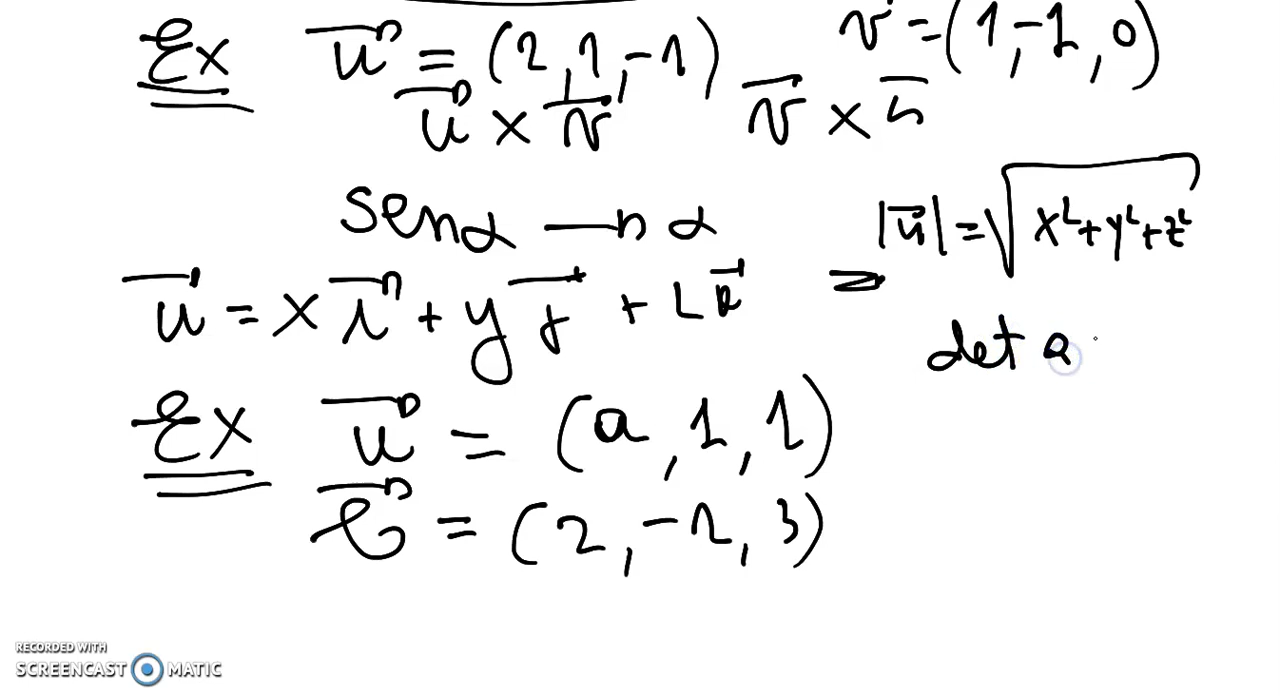 Ex u = (2, 1, -1) v = (1, -1, 0)
u × v v × u
sen α → α
|u| = √x²+y²+z²
u = x i + y j + z k ⇒
det a
Ex u = (a, 1, 1)
= (2, -1, 3)
RECORDED WITH
SCREENCAST MATIC